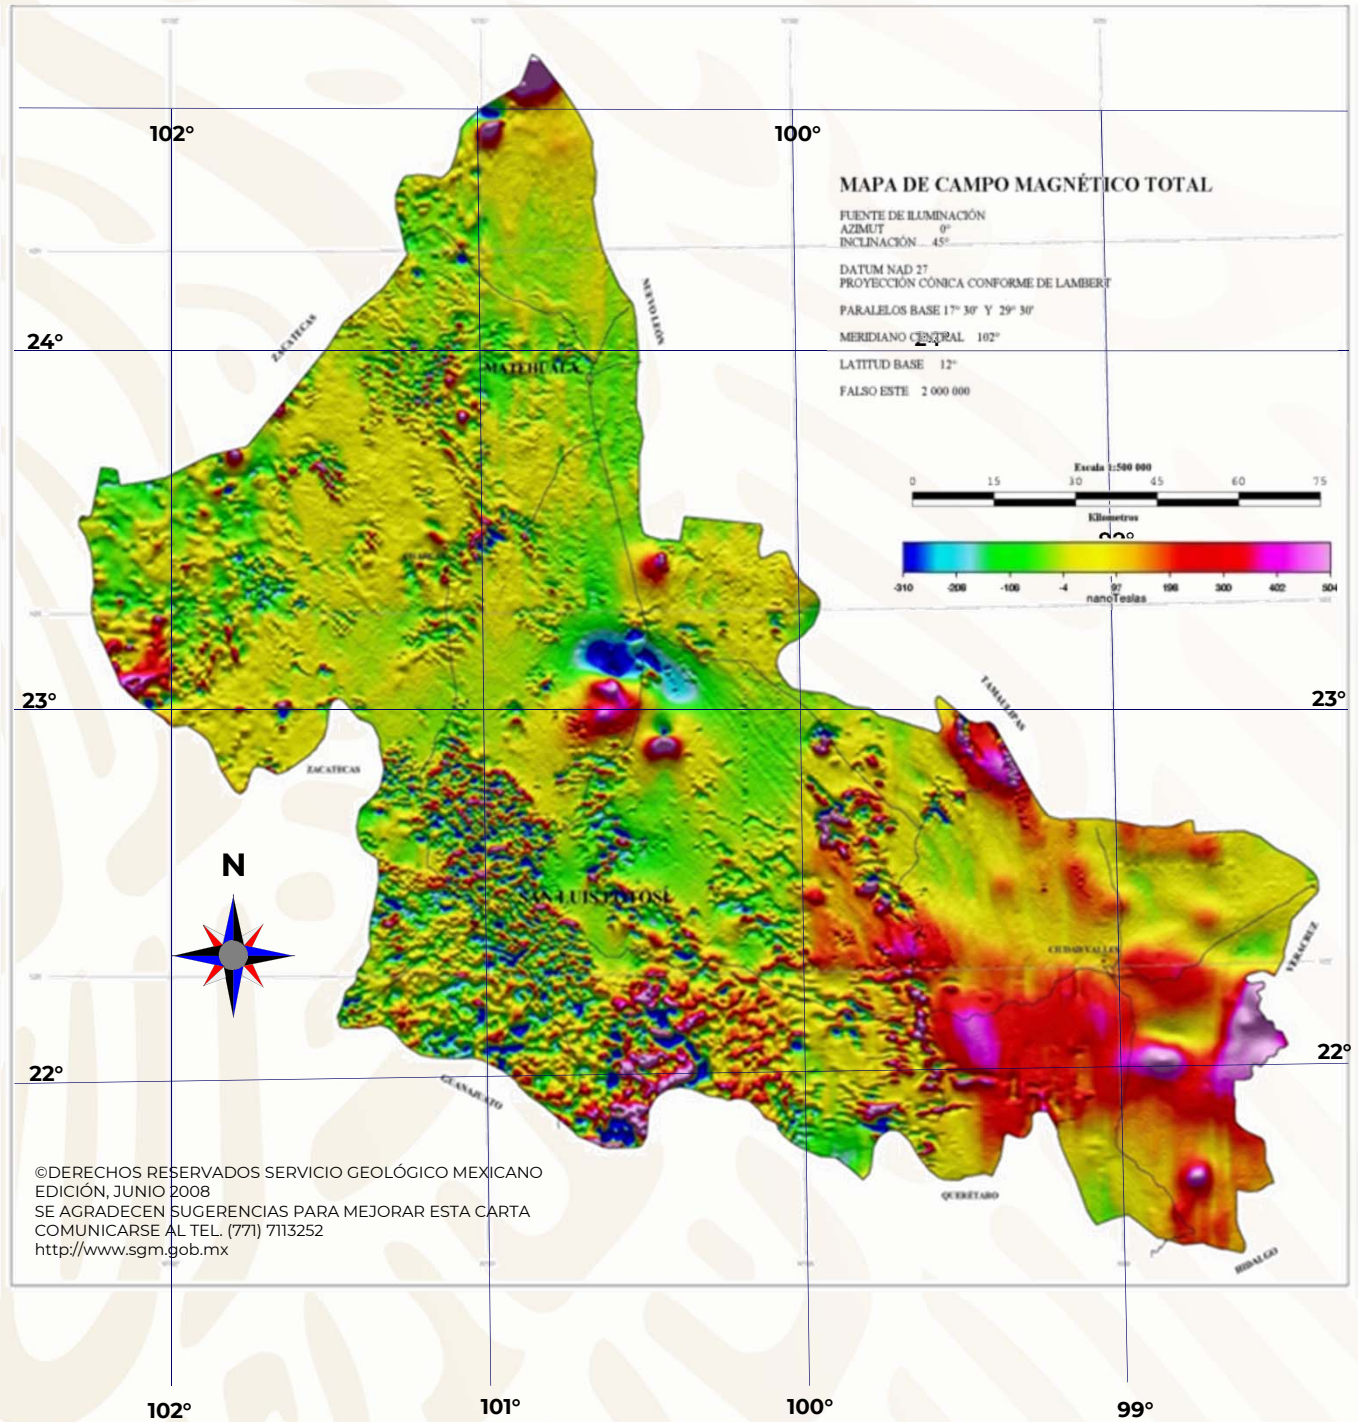 102°
100°
MAPA DE CAMPO MAGNÉTICO TOTAL
FUENTE DE ILUMINACIÓN
AZIMUT 0°
INCLINACIÓN 45°
DATUM NAD 27
PROYECCIÓN CÓNICA CONFORME DE LAMBERT
PARALELOS BASE 17° 30' Y 29° 30'
MERIDIANO CENTRAL 102°
LATITUD BASE 12°
FALSO ESTE 2 000 000
NUEVO LEÓN
ZACATECAS
24°
24°
MATEHUALA
Escala 1:500 000
0 15 30 45 60 75
Kilometros
-310 -206 -106 -4 97 196 300 402 504
nanoTeslas
TAMAULIPAS
23°
23°
ZACATECAS
N
SAN LUIS POTOSÍ
CIUDAD VALLES
VERACRUZ
22°
22°
GUANAJUATO
QUERÉTARO
HIDALGO
©DERECHOS RESERVADOS SERVICIO GEOLÓGICO MEXICANO
EDICIÓN, JUNIO 2008
SE AGRADECEN SUGERENCIAS PARA MEJORAR ESTA CARTA
COMUNICARSE AL TEL. (771) 7113252
http://www.sgm.gob.mx
102°
101°
100°
99°